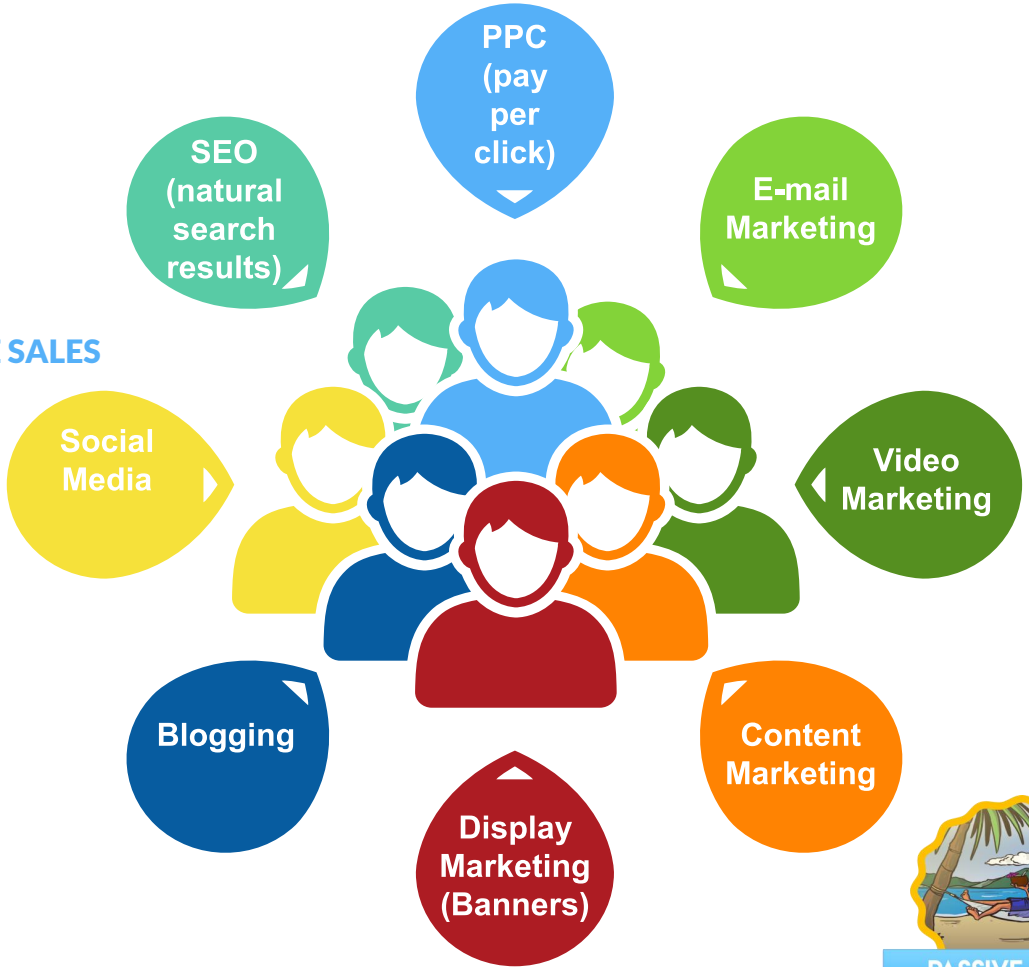 PPC
(pay
per
click)
SEO
(natural
search
results)
E-mail
Marketing
SALES
Social
Media
Video
Marketing
Blogging
Content
Marketing
Display
Marketing
(Banners)
PASSIVE